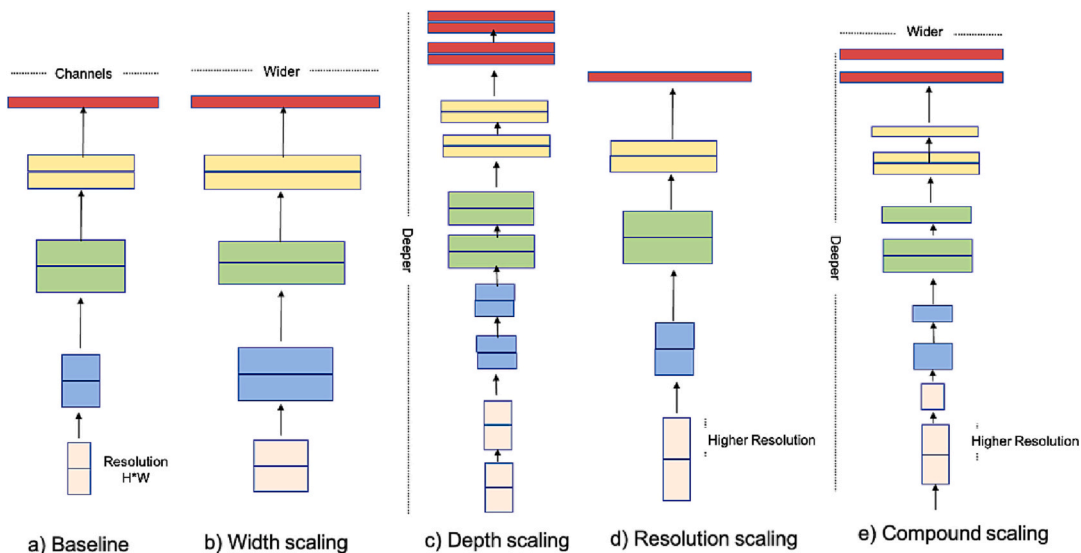 Channels
Wider
Wider
Deeper
Deeper
Resolution
H*W
Higher Resolution
Higher Resolution
a) Baseline
b) Width scaling
c) Depth scaling
d) Resolution scaling
e) Compound scaling